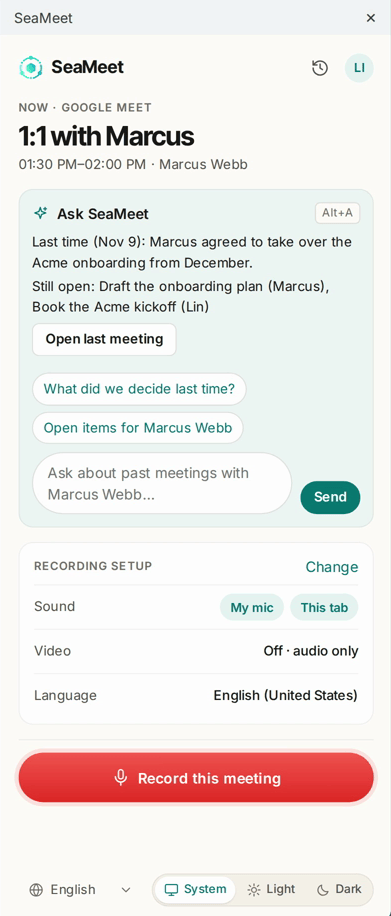 SeaMeet
SeaMeet
LI
NOW · GOOGLE MEET
1:1 with Marcus
01:30 PM–02:00 PM · Marcus Webb
Ask SeaMeet
Alt+A
Last time (Nov 9): Marcus agreed to take over the
Acme onboarding from December.
Still open: Draft the onboarding plan (Marcus),
Book the Acme kickoff (Lin)
Open last meeting
What did we decide last time?
Open items for Marcus Webb
Ask about past meetings with
Marcus Webb...
Send
RECORDING SETUP
Change
Sound
My mic
This tab
Video
Off · audio only
Language
English (United States)
Record this meeting
English
System
Light
Dark